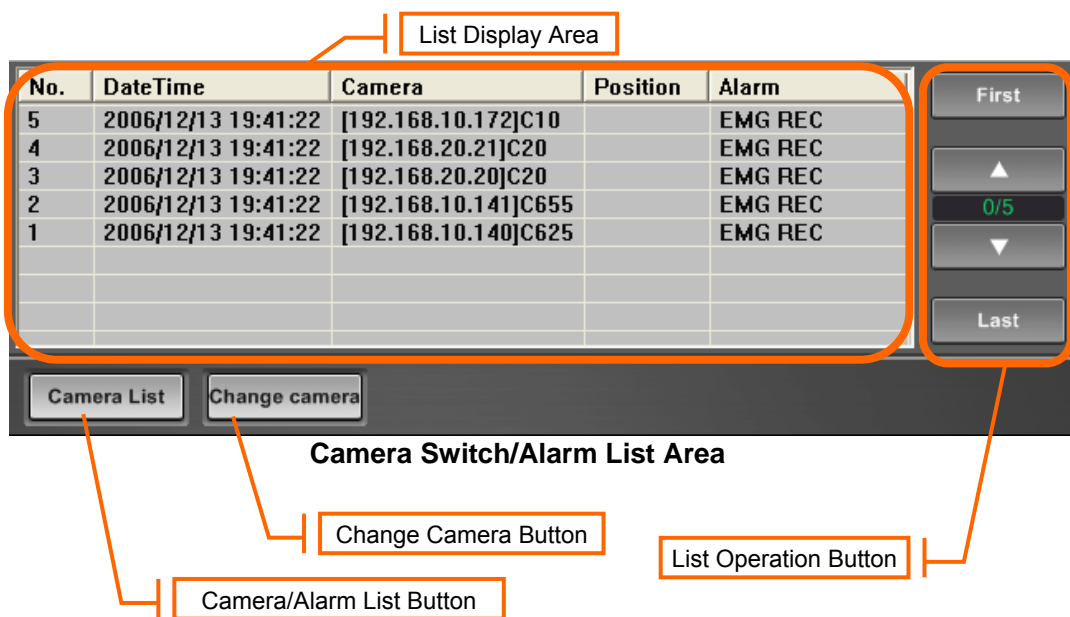 List Display Area
No. DateTime Camera Position Alarm
5 2006/12/13 19:41:22 [192.168.10.172]C10 EMG REC
4 2006/12/13 19:41:22 [192.168.20.21]C20 EMG REC
3 2006/12/13 19:41:22 [192.168.20.20]C20 EMG REC
2 2006/12/13 19:41:22 [192.168.10.141]C655 EMG REC
1 2006/12/13 19:41:22 [192.168.10.140]C625 EMG REC
First
0/5
Last
Camera List Change camera
Camera Switch/Alarm List Area
Change Camera Button
List Operation Button
Camera/Alarm List Button